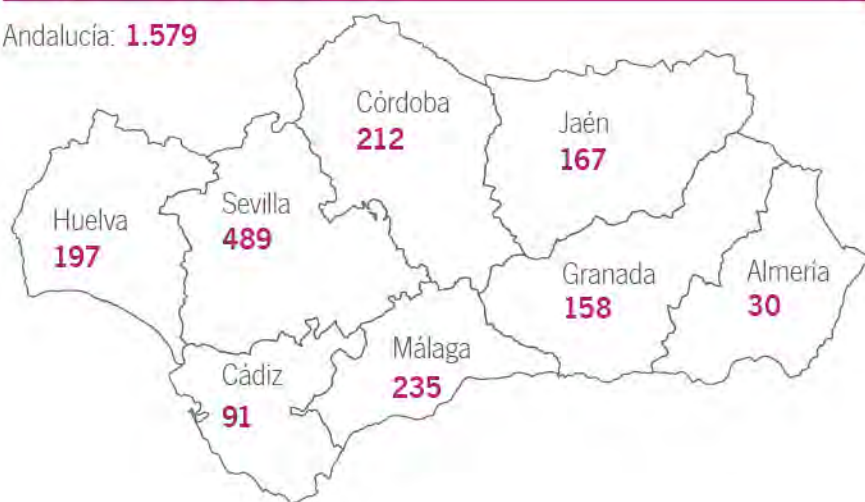 Andalucía: 1.579
Córdoba
212
Jaén
167
Huelva
197
Sevilla
489
Granada
158
Almería
30
Málaga
235
Cádiz
91